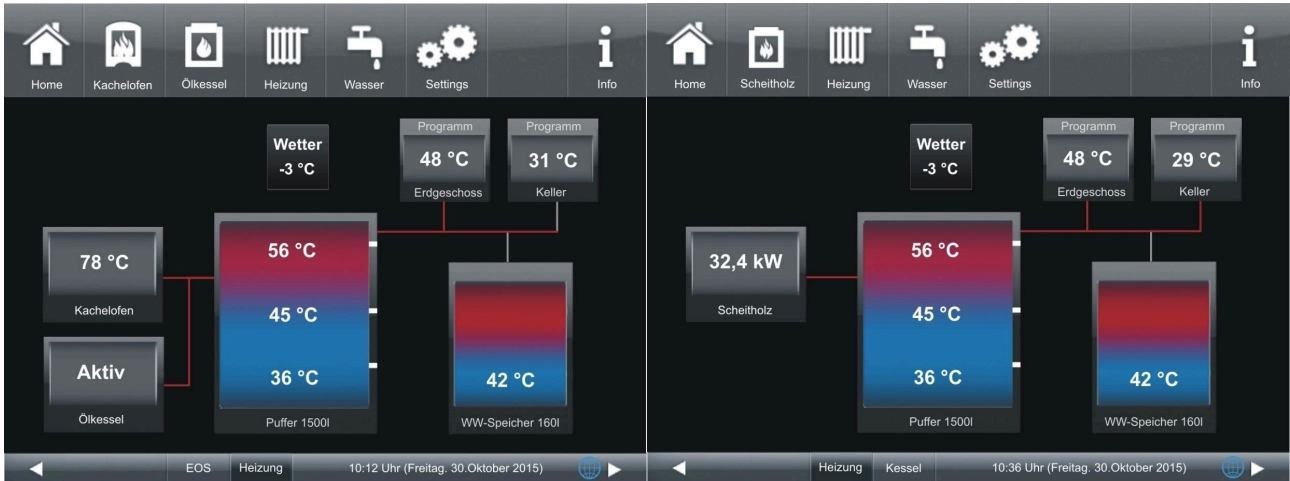 Home Kachelofen Ölkessel Heizung Wasser Settings Info
Wetter
-3 °C
Programm
48 °C
Erdgeschoss
Programm
31 °C
Keller
78 °C
Kachelofen
Aktiv
Ölkessel
56 °C
45 °C
36 °C
Puffer 1500l
42 °C
WW-Speicher 160l
EOS Heizung 10:12 Uhr (Freitag. 30.Oktober 2015)
Home Scheitholz Heizung Wasser Settings Info
Wetter
-3 °C
Programm
48 °C
Erdgeschoss
Programm
29 °C
Keller
32,4 kW
Scheitholz
56 °C
45 °C
36 °C
Puffer 1500l
42 °C
WW-Speicher 160l
Heizung Kessel 10:36 Uhr (Freitag. 30.Oktober 2015)